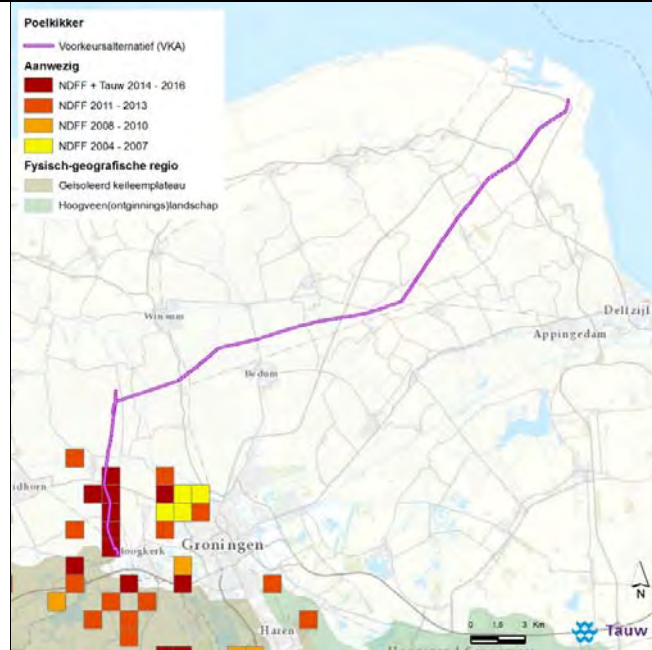 Poelkikker
Voorkeursalternatief (VKA)
Aanwezig
NDFF + Tauw 2014 - 2016
NDFF 2011 - 2013
NDFF 2008 - 2010
NDFF 2004 - 2007
Fysisch-geografische regio
Geïsoleerd keileemplateau
Hoogveen(ontginnings)landschap
Winsum
Bedum
Delfzijl
Appingedam
idhorn
Hoogkerk
Groningen
Haren
N
0 1,5 3 Km
Tauw